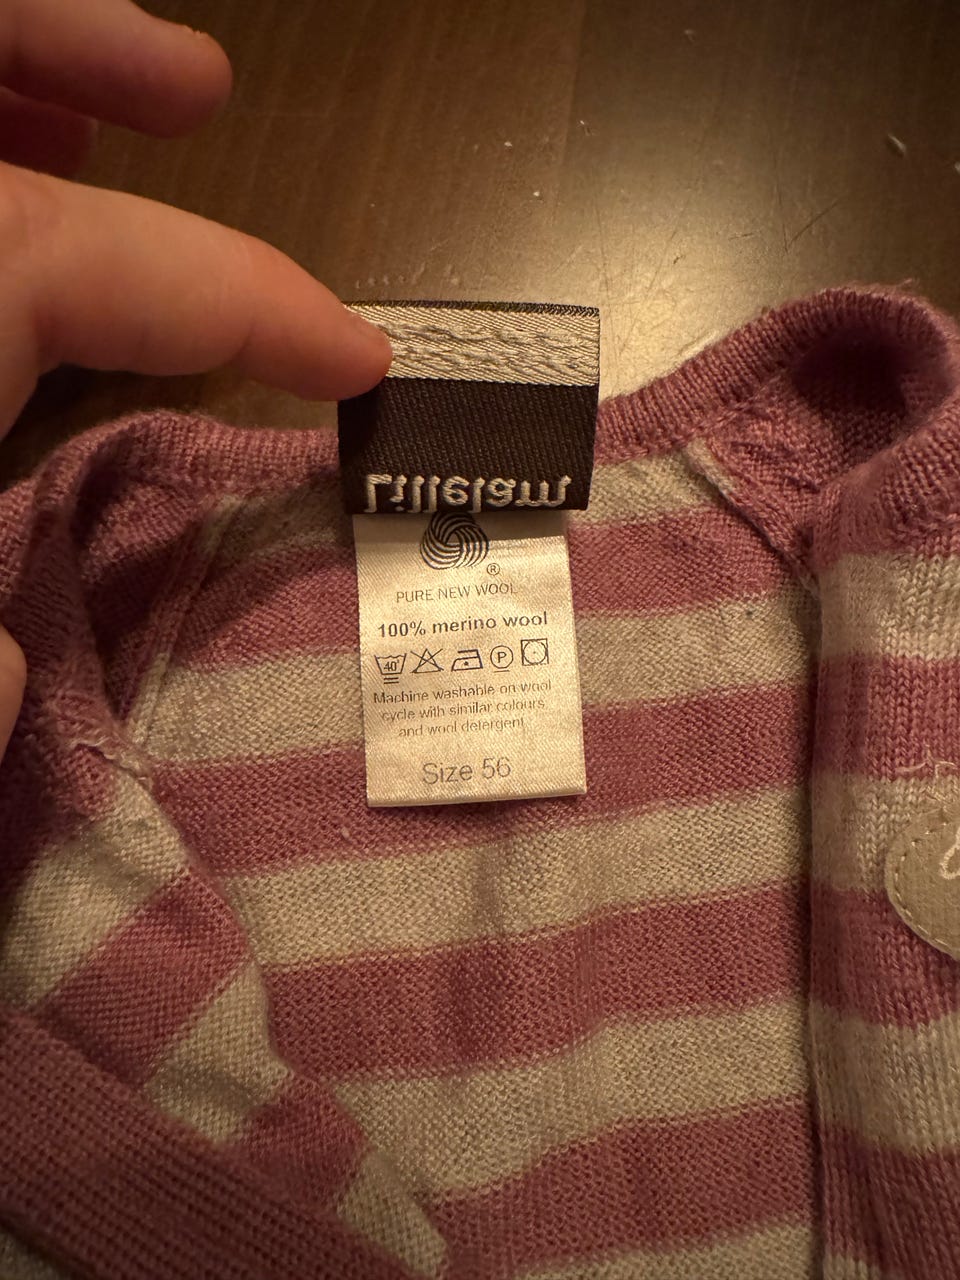 Lillelam
®
PURE NEW WOOL
100% merino wool
40° P
Machine washable on wool
cycle with similar colours
and wool detergent
Size 56